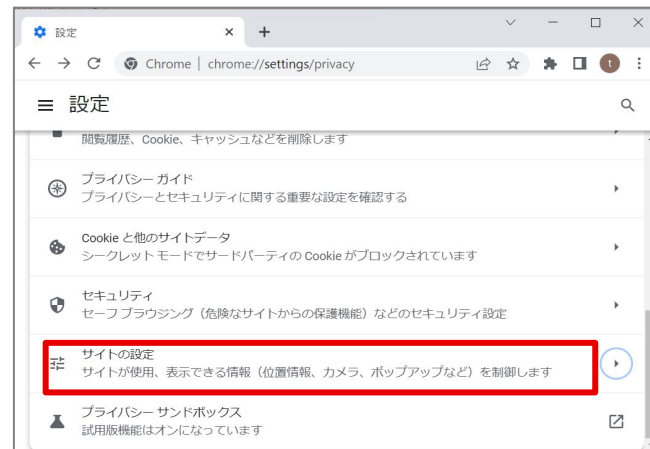 設定
Chrome | chrome://settings/privacy
t
設定
閲覧履歴、Cookie、キャッシュなどを削除します
プライバシー ガイド
プライバシーとセキュリティに関する重要な設定を確認する
Cookie と他のサイトデータ
シークレット モードでサードパーティの Cookie がブロックされています
セキュリティ
セーフ ブラウジング（危険なサイトからの保護機能）などのセキュリティ設定
サイトの設定
サイトが使用、表示できる情報（位置情報、カメラ、ポップアップなど）を制御します
プライバシー サンドボックス
試用版機能はオンになっています